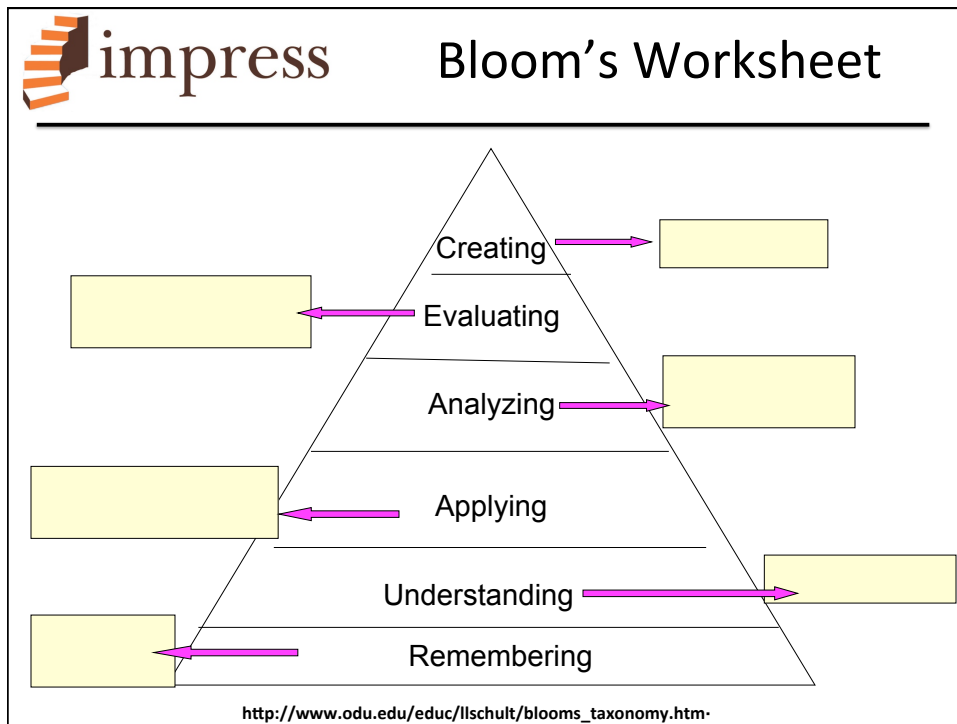 impress
Bloom’s Worksheet
Creating
Evaluating
Analyzing
Applying
Understanding
Remembering
http://www.odu.edu/educ/llschult/blooms_taxonomy.htm·